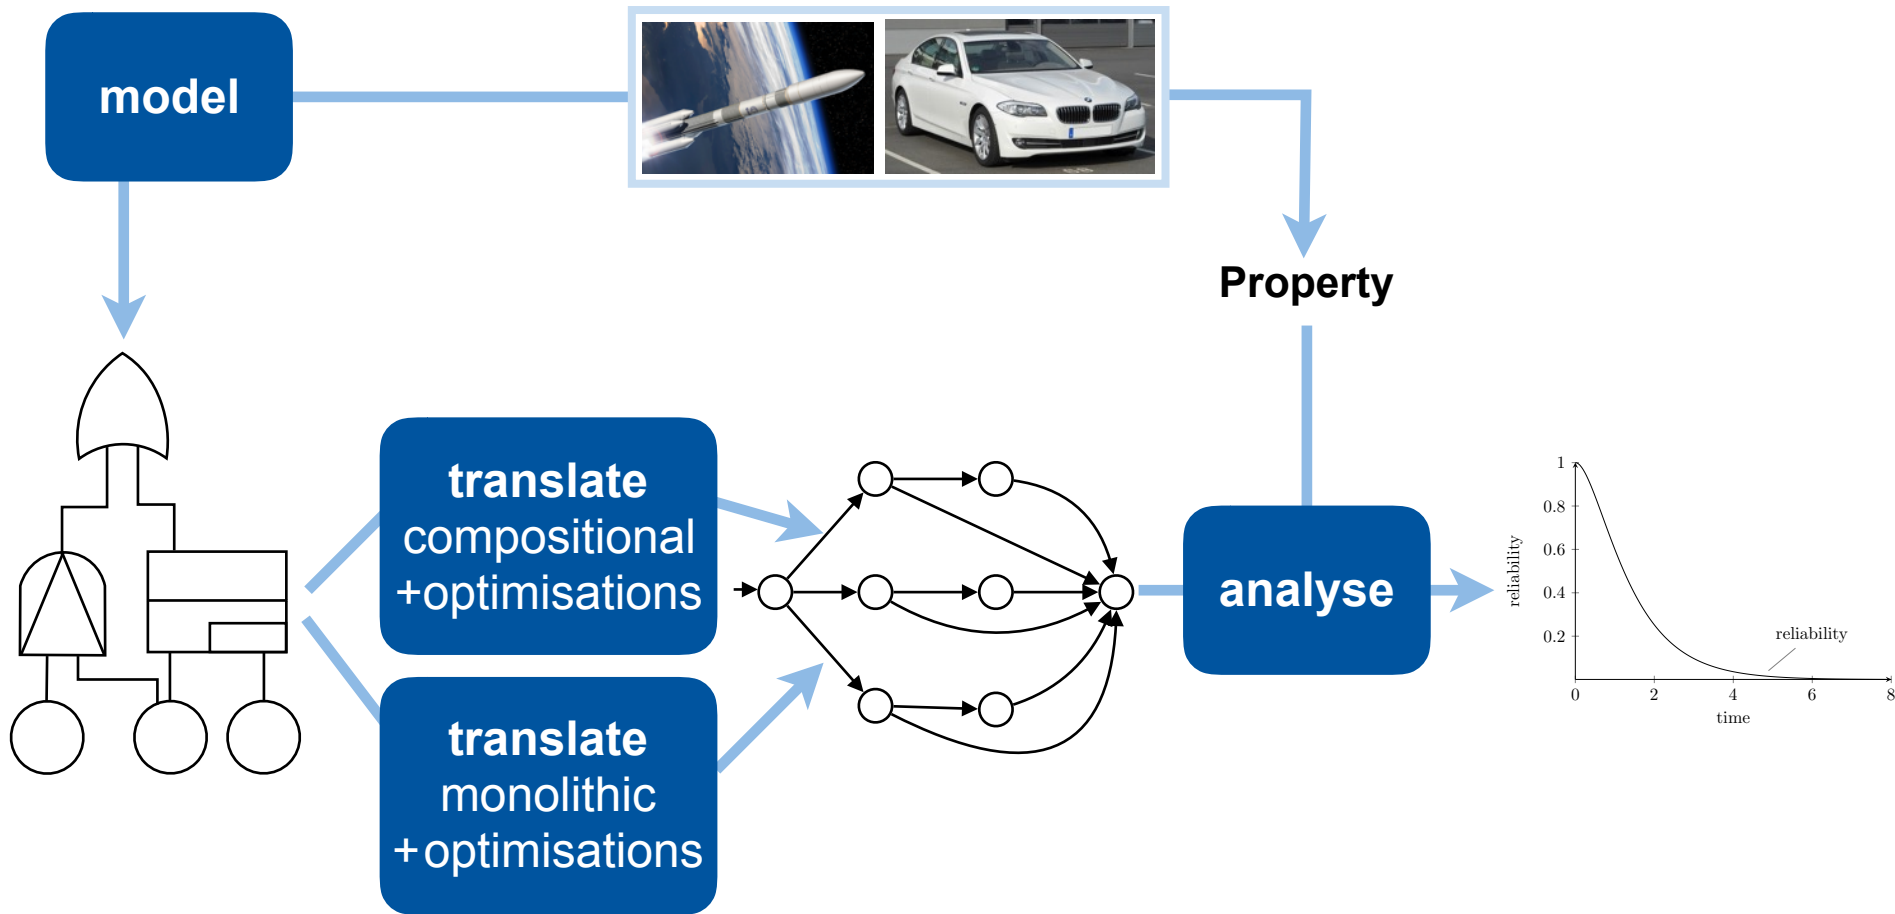 model
Property
translate
compositional
+optimisations
translate
monolithic
+optimisations
analyse
1
0.8
0.6
0.4
0.2
reliability
reliability
0 2 4 6 8
time